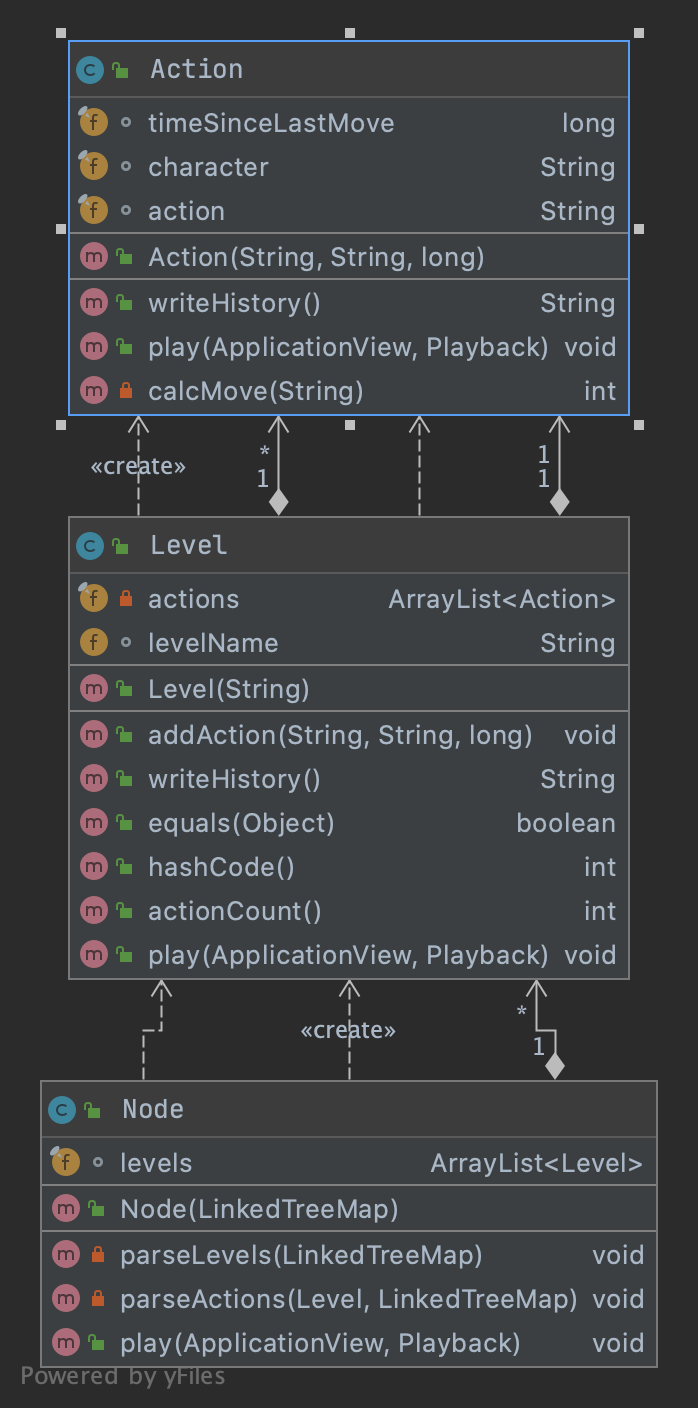 Action
timeSinceLastMove long
character String
action String
Action(String, String, long)
writeHistory() String
play(ApplicationView, Playback) void
calcMove(String) int
«create» * 1 1 1
Level
actions ArrayList<Action>
levelName String
Level(String)
addAction(String, String, long) void
writeHistory() String
equals(Object) boolean
hashCode() int
actionCount() int
play(ApplicationView, Playback) void
«create» * 1
Node
levels ArrayList<Level>
Node(LinkedTreeMap)
parseLevels(LinkedTreeMap) void
parseActions(Level, LinkedTreeMap) void
play(ApplicationView, Playback) void
Powered by yFiles